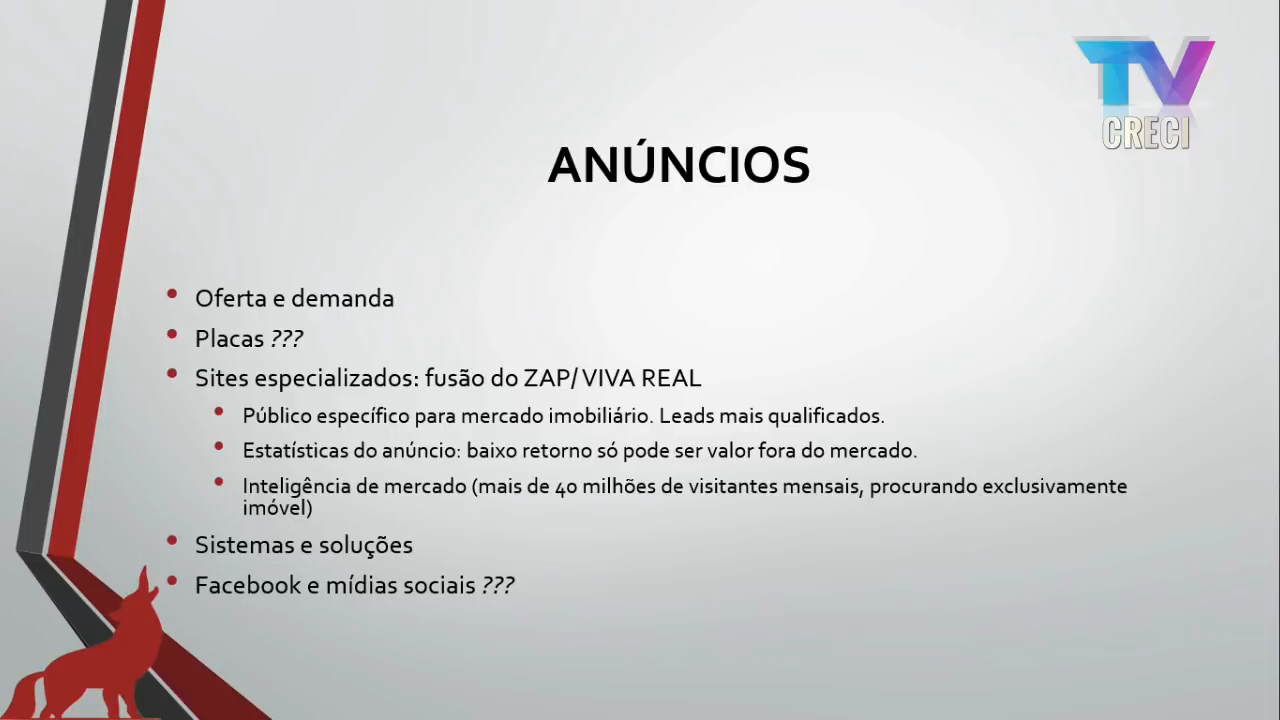 TV
CRECI
ANÚNCIOS
• Oferta e demanda
• Placas ???
• Sites especializados: fusão do ZAP/ VIVA REAL
• Público específico para mercado imobiliário. Leads mais qualificados.
• Estatísticas do anúncio: baixo retorno só pode ser valor fora do mercado.
• Inteligência de mercado (mais de 40 milhões de visitantes mensais, procurando exclusivamente
imóvel)
• Sistemas e soluções
• Facebook e mídias sociais ???